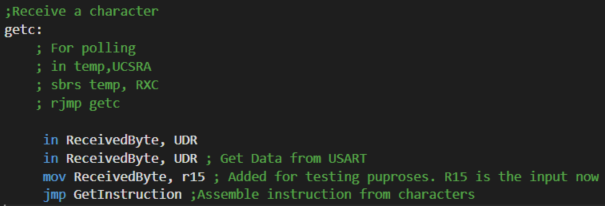 ;Receive a character
getc:
; For polling
; in temp,UCSRA
; sbrs temp, RXC
; rjmp getc
in ReceivedByte, UDR
in ReceivedByte, UDR ; Get Data from USART
mov ReceivedByte, r15 ; Added for testing puproses. R15 is the input now
jmp GetInstruction ;Assemble instruction from characters